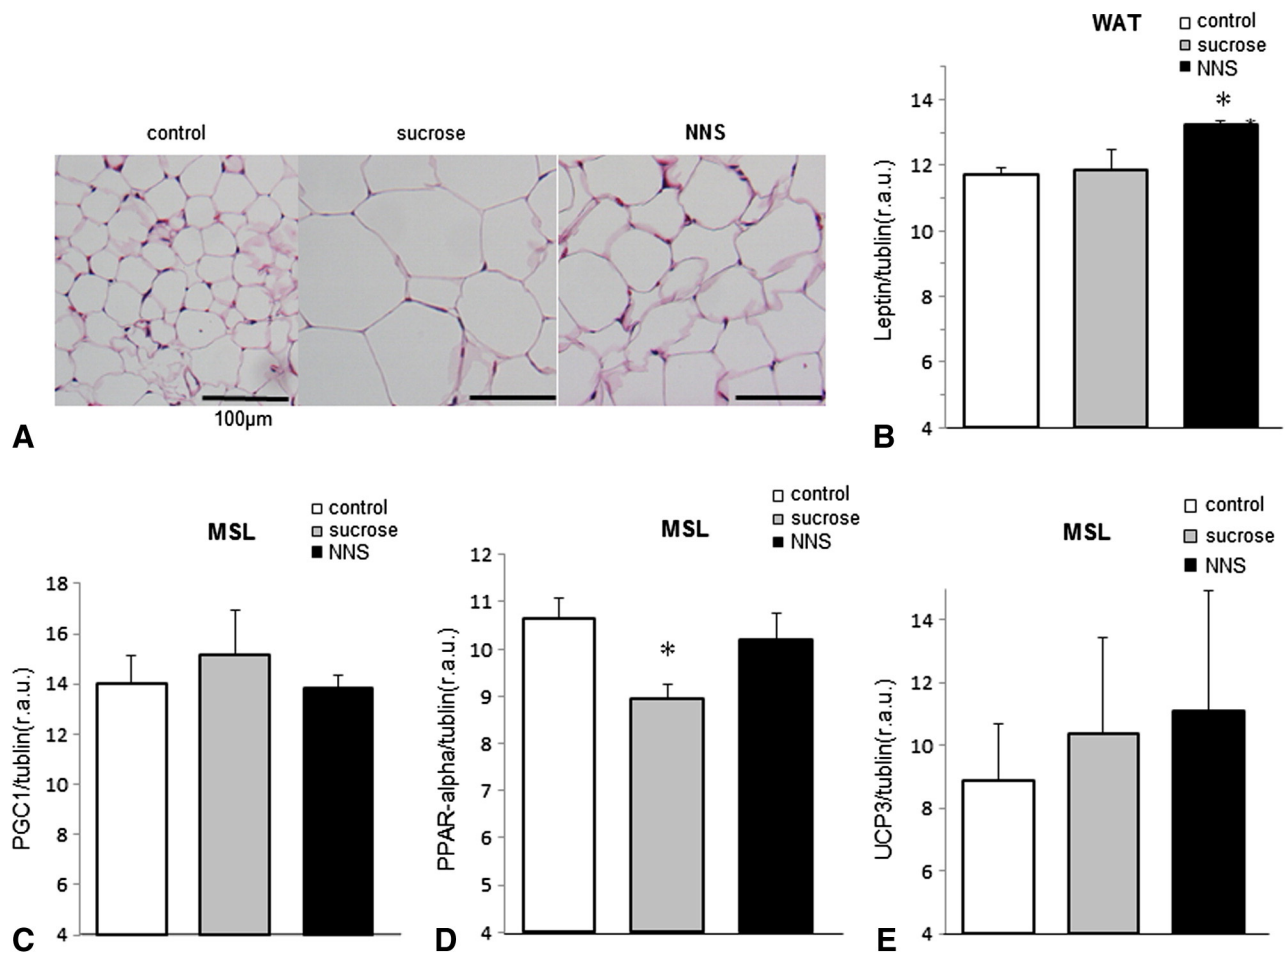 WAT
control
sucrose
NNS
14
12
10
8
6
4
Leptin/tublin(r.a.u.)
*
*
B
control
sucrose
NNS
100μm
A
MSL
control
sucrose
NNS
18
16
14
12
10
8
6
4
PGC1/tublin(r.a.u.)
C
MSL
control
sucrose
NNS
12
11
10
9
8
7
6
5
4
PPAR-alpha/tublin(r.a.u.)
*
D
MSL
control
sucrose
NNS
14
12
10
8
6
4
UCP3/tublin(r.a.u.)
E